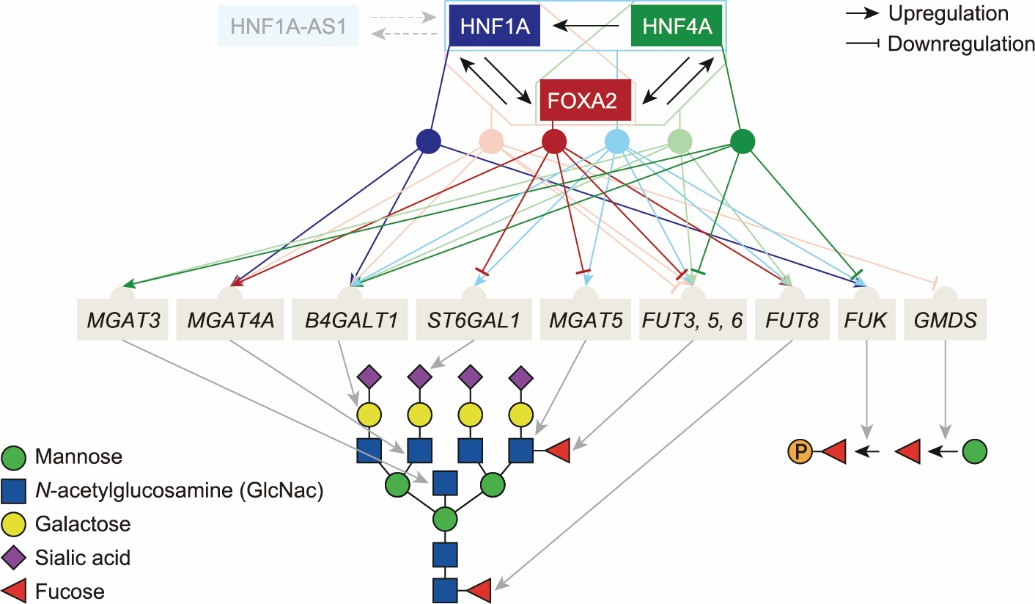 HNF1A-AS1
HNF1A
HNF4A
Upregulation
Downregulation
FOXA2
MGAT3
MGAT4A
B4GALT1
ST6GAL1
MGAT5
FUT3, 5, 6
FUT8
FUK
GMDS
P
Mannose
N-acetylglucosamine (GlcNac)
Galactose
Sialic acid
Fucose